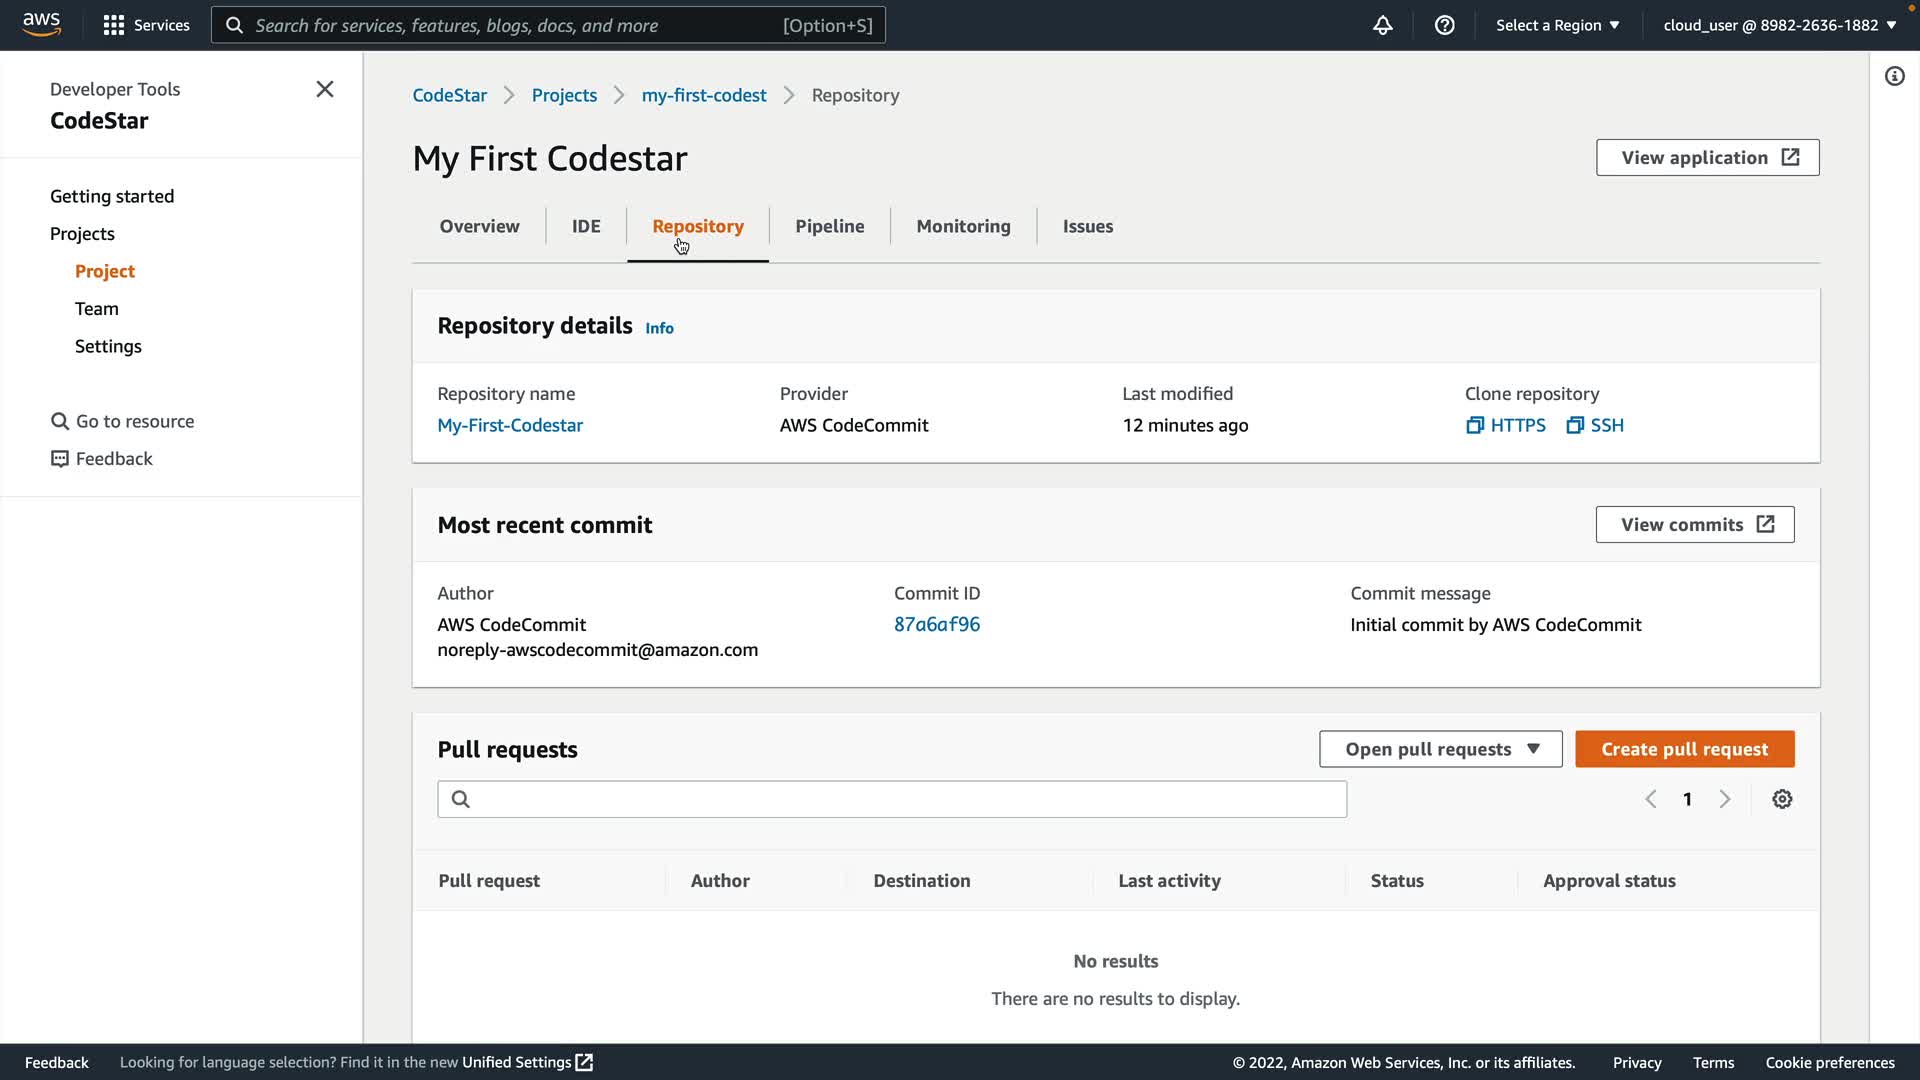 aws Services Search for services, features, blogs, docs, and more [Option+S] Select a Region ▼ cloud_user @ 8982-2636-1882 ▼
Developer Tools
CodeStar
Getting started
Projects
Project
Team
Settings
Go to resource
Feedback
CodeStar > Projects > my-first-codest > Repository
My First Codestar
View application
Overview IDE Repository Pipeline Monitoring Issues
Repository details Info
Repository name Provider Last modified Clone repository
My-First-Codestar AWS CodeCommit 12 minutes ago HTTPS SSH
Most recent commit View commits
Author Commit ID Commit message
AWS CodeCommit 87a6af96 Initial commit by AWS CodeCommit
noreply-awscodecommit@amazon.com
Pull requests Open pull requests ▼ Create pull request
< 1 >
Pull request Author Destination Last activity Status Approval status
No results
There are no results to display.
Feedback Looking for language selection? Find it in the new Unified Settings © 2022, Amazon Web Services, Inc. or its affiliates. Privacy Terms Cookie preferences